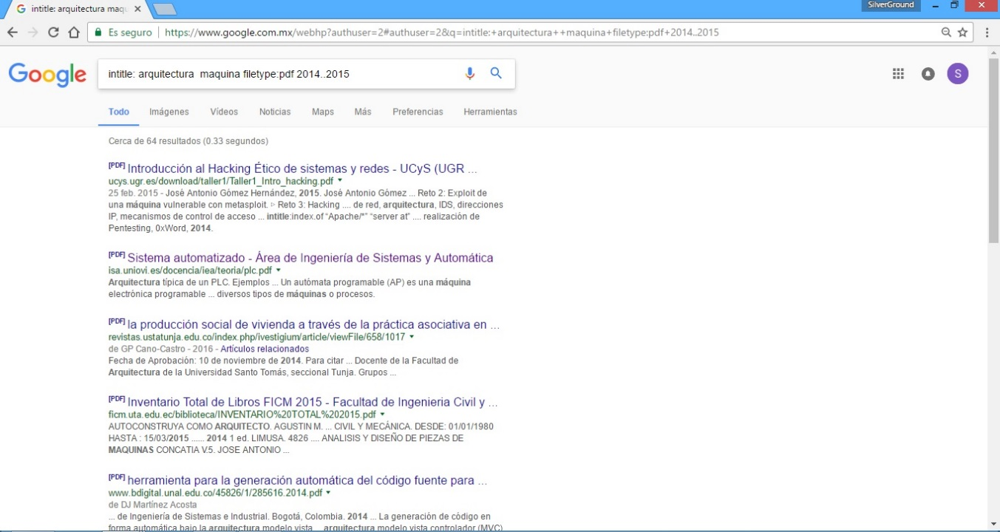 intitle: arquitectura maqu
SilverGround
Es seguro | https://www.google.com.mx/webhp?authuser=2#authuser=2&q=intitle:+arquitectura++maquina+filetype:pdf+2014..2015
Google
intitle: arquitectura  maquina filetype:pdf 2014..2015
S
Todo Imágenes Vídeos Noticias Maps Más Preferencias Herramientas
Cerca de 64 resultados (0.33 segundos)
[PDF] Introducción al Hacking Ético de sistemas y redes - UCyS (UGR ...
ucys.ugr.es/download/taller1/Taller1_Intro_hacking.pdf
25 feb. 2015 - José Antonio Gómez Hernández, 2015. José Antonio Gómez ... Reto 2: Exploit de
una máquina vulnerable con metasploit. ▹ Reto 3: Hacking .... de red, arquitectura, IDS, direcciones
IP, mecanismos de control de acceso ... intitle:index.of “Apache/*” “server at” .... realización de
Pentesting, 0xWord, 2014.
[PDF] Sistema automatizado - Área de Ingeniería de Sistemas y Automática
isa.uniovi.es/docencia/iea/teoria/plc.pdf
Arquitectura típica de un PLC. Ejemplos ... Un autómata programable (AP) es una máquina
electrónica programable ... diversos tipos de máquinas o procesos.
[PDF] la producción social de vivienda a través de la práctica asociativa en ...
revistas.ustatunja.edu.co/index.php/ivestigium/article/viewFile/658/1017
de GP Cano-Castro - 2016 - Artículos relacionados
Fecha de Aprobación: 10 de noviembre de 2014. Para citar ... Docente de la Facultad de
Arquitectura de la Universidad Santo Tomás, seccional Tunja. Grupos ...
[PDF] Inventario Total de Libros FICM 2015 - Facultad de Ingenieria Civil y ...
ficm.uta.edu.ec/biblioteca/INVENTARIO%20TOTAL%202015.pdf
AUTOCONSTRUYA COMO ARQUITECTO. AGUSTIN M. ... CIVIL Y MECÁNICA. DESDE: 01/01/1980
HASTA : 15/03/2015 ...... 2014 1 ed. LIMUSA. 4826 .... ANALISIS Y DISEÑO DE PIEZAS DE
MAQUINAS CONCATIA V.5. JOSE ANTONIO ...
[PDF] herramienta para la generación automática del código fuente para ...
www.bdigital.unal.edu.co/45826/1/285616.2014.pdf
de DJ Martínez Acosta
... de Ingeniería de Sistemas e Industrial. Bogotá, Colombia. 2014 ... La generación de código en
forma automática bajo la arquitectura modelo vista ... arquitectura modelo vista controlador (MVC)